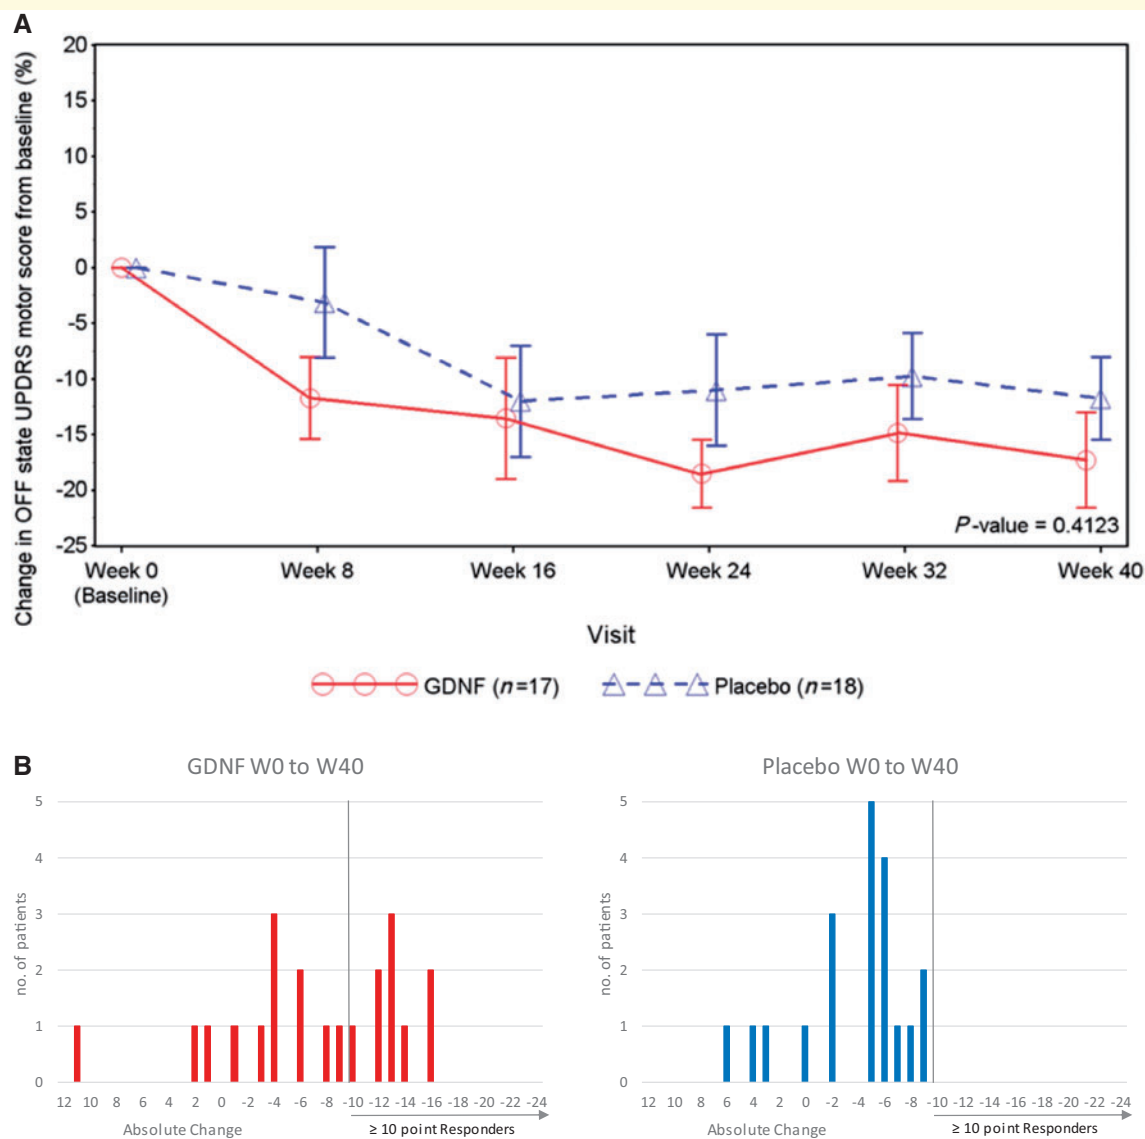 A
Change in OFF state UPDRS motor score from baseline (%)
20
15
10
5
0
-5
-10
-15
-20
-25
P-value = 0.4123
Week 0 Week 8 Week 16 Week 24 Week 32 Week 40
(Baseline)
Visit
GDNF (n=17) Placebo (n=18)
B
GDNF W0 to W40
no. of patients
5
4
3
2
1
0
12 10 8 6 4 2 0 -2 -4 -6 -8 -10 -12 -14 -16 -18 -20 -22 -24
Absolute Change ≥ 10 point Responders
Placebo W0 to W40
no. of patients
5
4
3
2
1
0
12 10 8 6 4 2 0 -2 -4 -6 -8 -10 -12 -14 -16 -18 -20 -22 -24
Absolute Change ≥ 10 point Responders